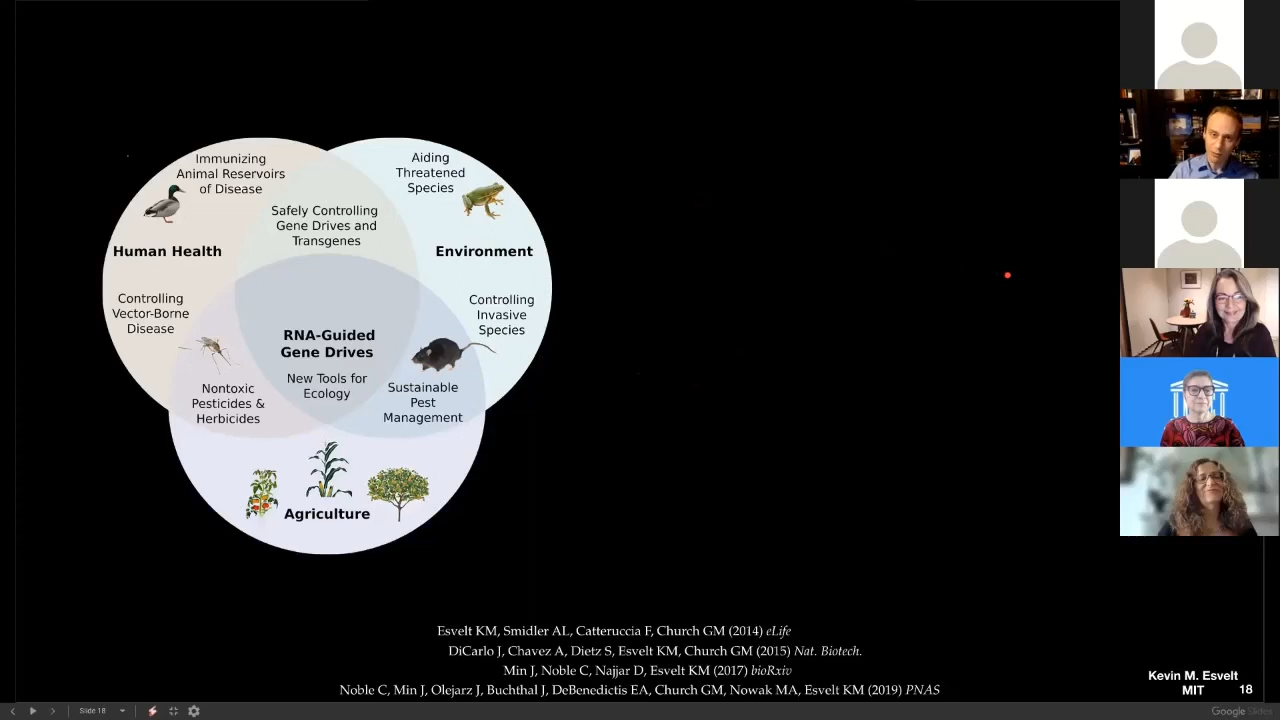 Immunizing
Animal Reservoirs
of Disease
Aiding
Threatened
Species
Safely Controlling
Gene Drives and
Transgenes
Human Health
Environment
Controlling
Vector-Borne
Disease
Controlling
Invasive
Species
RNA-Guided
Gene Drives
New Tools for
Ecology
Nontoxic
Pesticides &
Herbicides
Sustainable
Pest
Management
Agriculture
Esvelt KM, Smidler AL, Catteruccia F, Church GM (2014) eLife
DiCarlo J, Chavez A, Dietz S, Esvelt KM, Church GM (2015) Nat. Biotech.
Min J, Noble C, Najjar D, Esvelt KM (2017) bioRxiv
Noble C, Min J, Olejarz J, Buchthal J, DeBenedictis EA, Church GM, Nowak MA, Esvelt KM (2019) PNAS
Kevin M. Esvelt
MIT 18
Slide 18
Google Slides